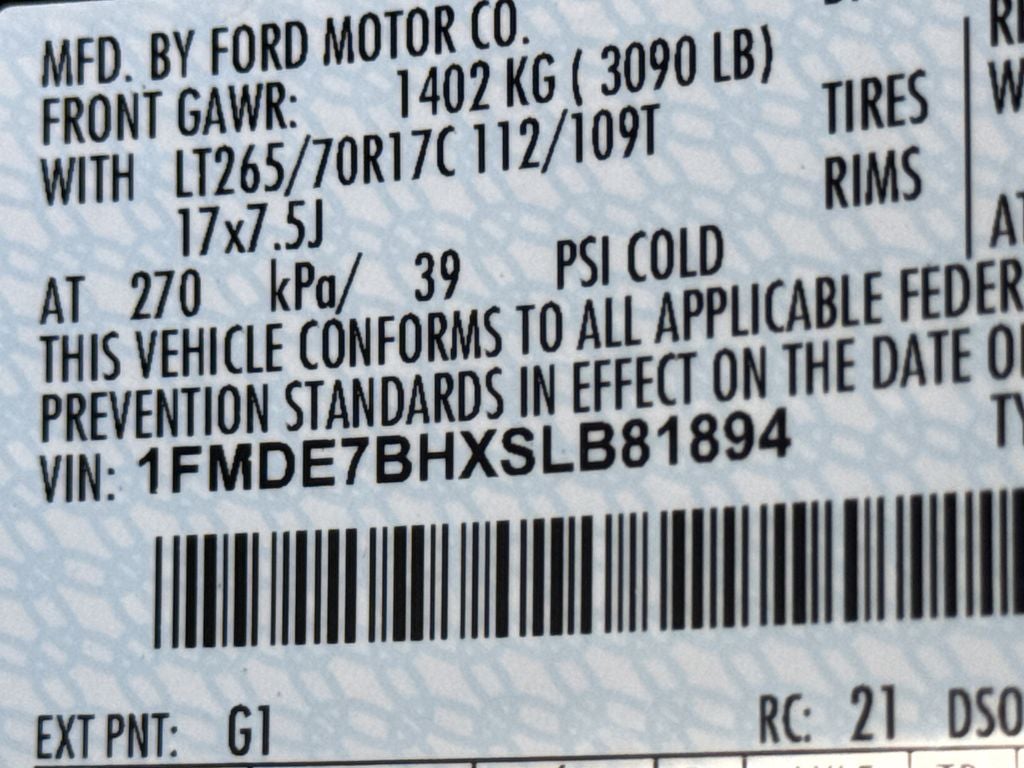 MFD. BY FORD MOTOR CO.
FRONT GAWR: 1402 KG ( 3090 LB)
WITH LT265/70R17C 112/109T TIRES
17x7.5J RIMS
AT 270 kPa/ 39 PSI COLD
THIS VEHICLE CONFORMS TO ALL APPLICABLE FEDER
PREVENTION STANDARDS IN EFFECT ON THE DATE O
VIN: 1FMDE7BHXSLB81894
EXT PNT: G1 RC: 21 DSO